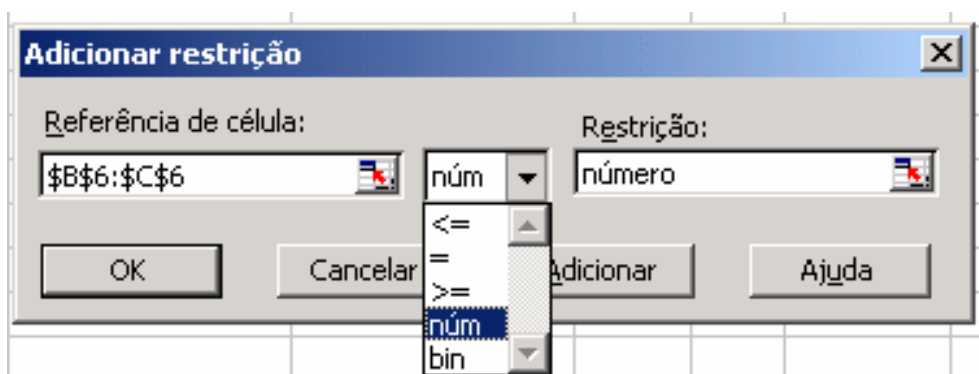 Adicionar restrição
Referência de célula:
Restrição:
$B$6:$C$6
núm
número
<=
=
>=
núm
bin
OK
Cancelar
Adicionar
Ajuda